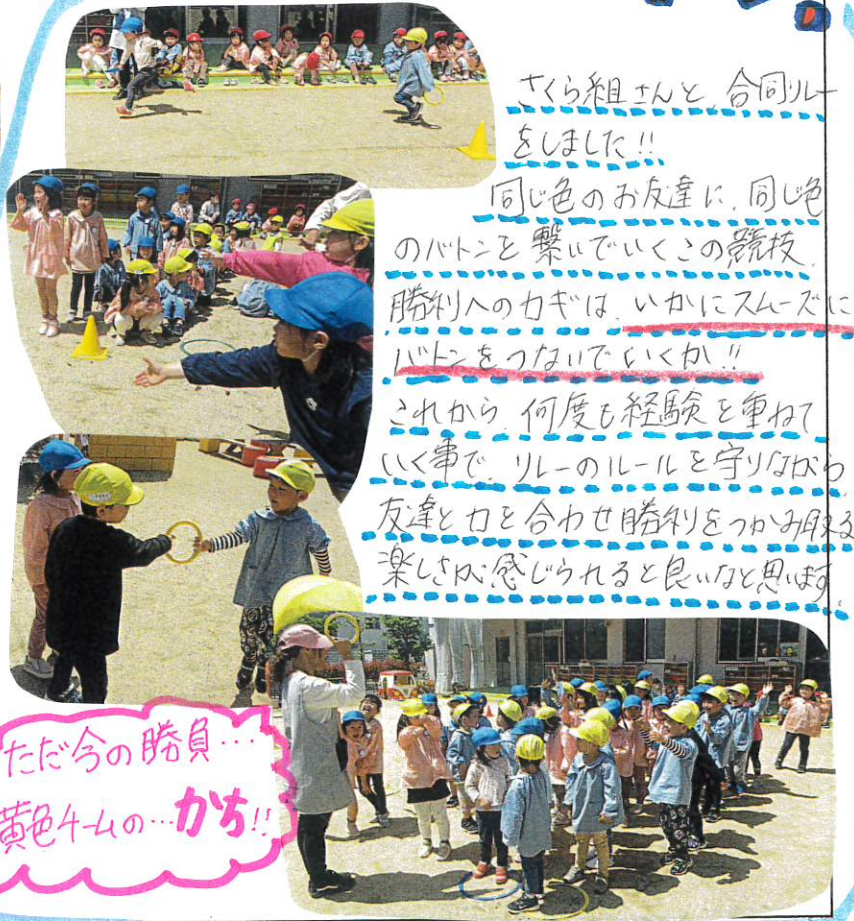 さくら組さんと、合同リレー
をしました!!
同じ色のお友達に、同じ色
のバトンを繋いでいくこの競技、
勝利へのカギは、いかにスムーズに
バトンをつないでいくか!!
これから、何度も経験を重ねて
いく事で、リレーのルールを守りながら
友達と力を合わせ勝利をつかみ取る
楽しさが感じられると良いなと思います。
ただ今の勝負…
黄色チームの…かち!!